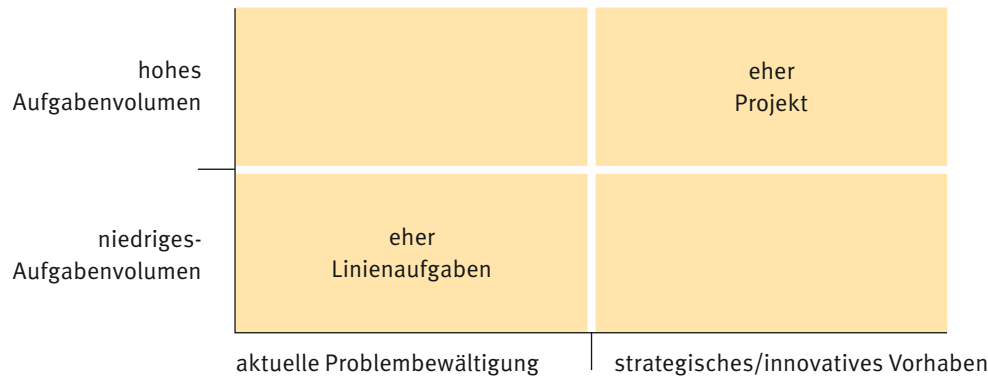 hohes
Aufgabenvolumen
eher
Projekt
niedriges-
Aufgabenvolumen
eher
Linienaufgaben
aktuelle Problembewältigung
strategisches/innovatives Vorhaben